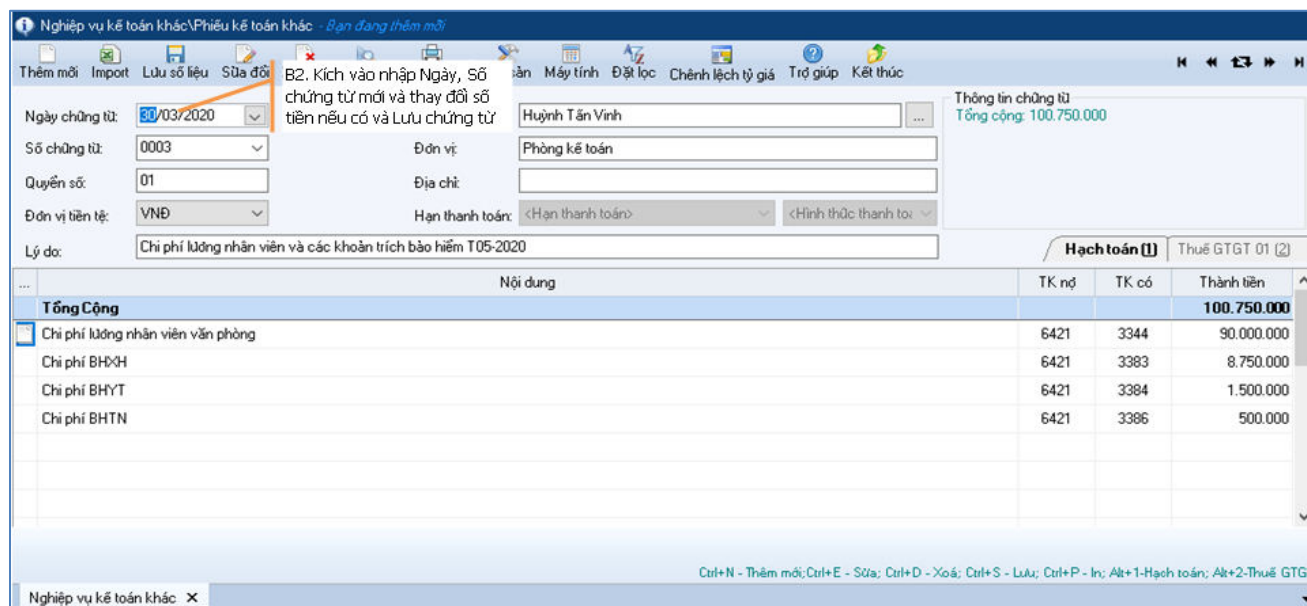 Nghiệp vụ kế toán khác\Phiếu kế toán khác - Bạn đang thêm mới
Thêm mới Import Lưu số liệu Sửa đổi Máy tính Đặt lọc Chênh lệch tỷ giá Trợ giúp Kết thúc
B2. Kích vào nhập Ngày, Số
chứng từ mới và thay đổi số
tiền nếu có và Lưu chứng từ
Ngày chứng từ: 30/03/2020 Huỳnh Tấn Vinh ...
Thông tin chứng từ
Tổng cộng: 100.750.000
Số chứng từ: 0003 Đơn vị: Phòng kế toán
Quyển số: 01 Địa chỉ:
Đơn vị tiền tệ: VNĐ Hạn thanh toán: <Hạn thanh toán> <Hình thức thanh toá
Lý do: Chi phí lương nhân viên và các khoản trích bảo hiểm T05-2020
Hạch toán (1) Thuế GTGT 01 (2)
... Nội dung TK nợ TK có Thành tiền
Tổng Cộng 100.750.000
Chi phí lương nhân viên văn phòng 6421 3344 90.000.000
Chi phí BHXH 6421 3383 8.750.000
Chi phí BHYT 6421 3384 1.500.000
Chi phí BHTN 6421 3386 500.000
Ctrl+N - Thêm mới;Ctrl+E - Sửa; Ctrl+D - Xoá; Ctrl+S - Lưu; Ctrl+P - In; Alt+1-Hạch toán; Alt+2-Thuế GTG
Nghiệp vụ kế toán khác ×